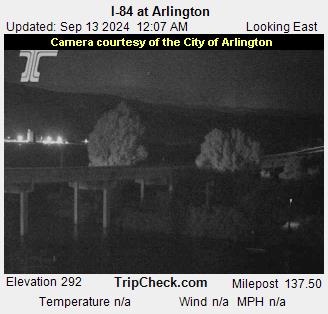 I-84 at Arlington
Updated: Sep 13 2024 12:07 AM Looking East
Camera courtesy of the City of Arlington
Elevation 292 TripCheck.com Milepost 137.50
Temperature n/a Wind n/a MPH n/a